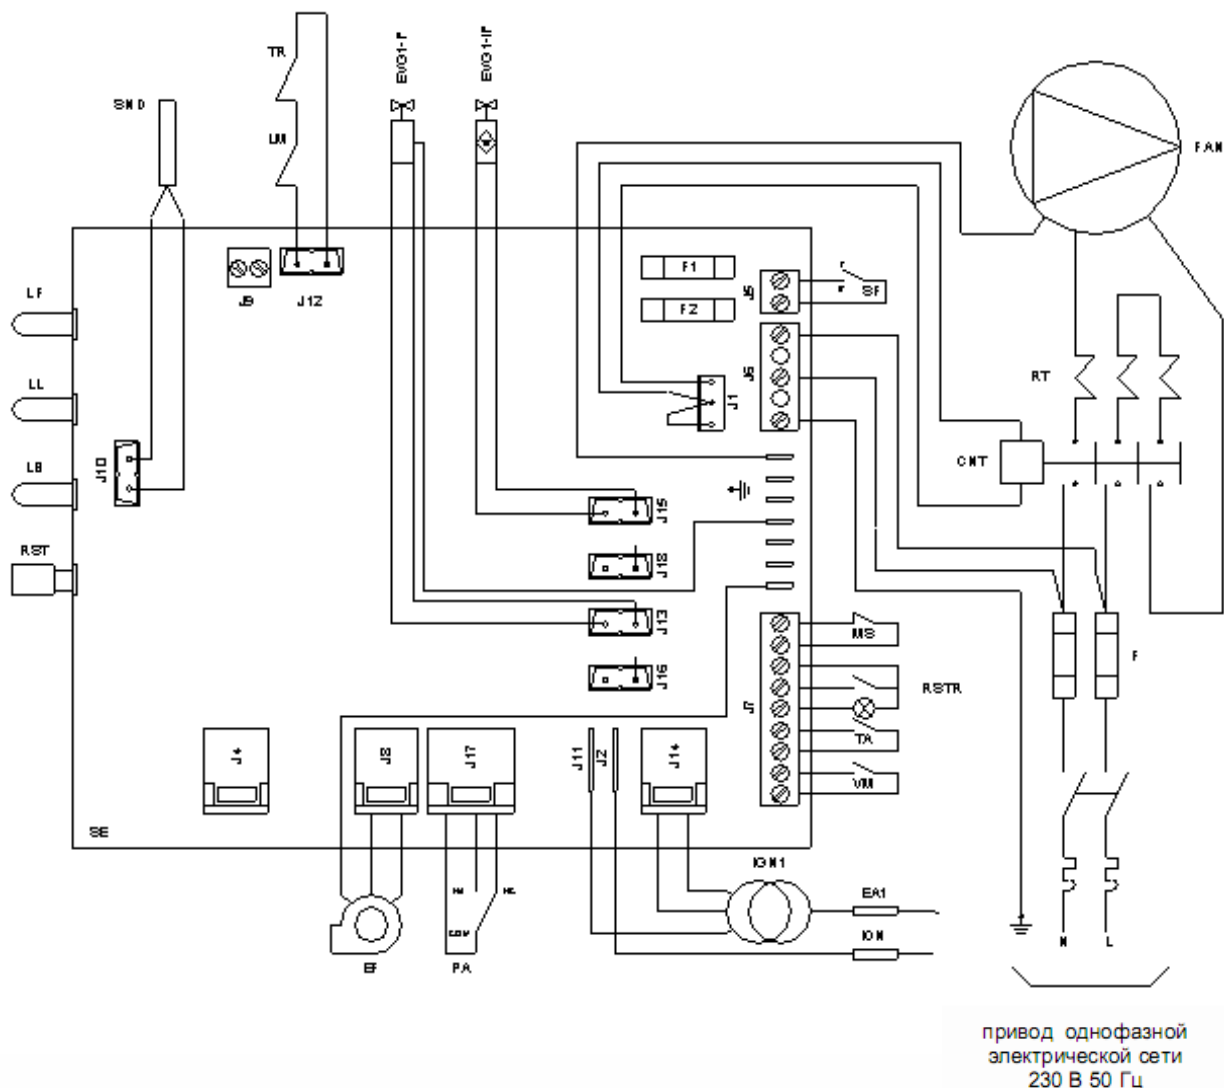 TR
EVG1-P
EVG1-IP
SND
LM
FAN
F1
J5
SF
LF
J9
J12
F2
RT
J6
LL
J1
CNT
LB
J10
J15
RST
J18
J13
MS
F
J16
RSTR
J7
TA
VM
J4
J8
J17
J11
J2
J14
SE
IGN1
NO
NC
EA1
COM
ION
EF
PA
N
L
привод однофазной
электрической сети
230 В 50 Гц